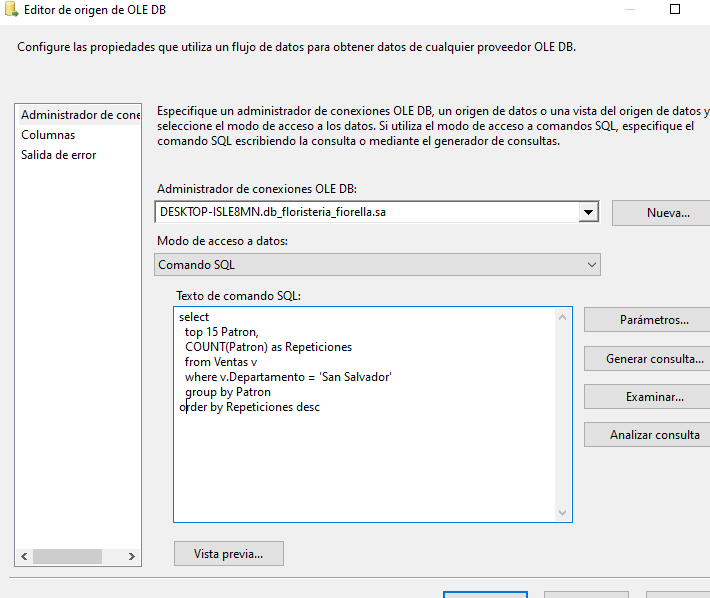 Editor de origen de OLE DB
Configure las propiedades que utiliza un flujo de datos para obtener datos de cualquier proveedor OLE DB.
Administrador de cone
Columnas
Salida de error
Especifique un administrador de conexiones OLE DB, un origen de datos o una vista del origen de datos y
seleccione el modo de acceso a los datos. Si utiliza el modo de acceso a comandos SQL, especifique el
comando SQL escribiendo la consulta o mediante el generador de consultas.
Administrador de conexiones OLE DB:
DESKTOP-ISLE8MN.db_floristeria_fiorella.sa
Nueva...
Modo de acceso a datos:
Comando SQL
Texto de comando SQL:
select
top 15 Patron,
COUNT(Patron) as Repeticiones
from Ventas v
where v.Departamento = 'San Salvador'
group by Patron
order by Repeticiones desc
Parámetros...
Generar consulta...
Examinar...
Analizar consulta
Vista previa...